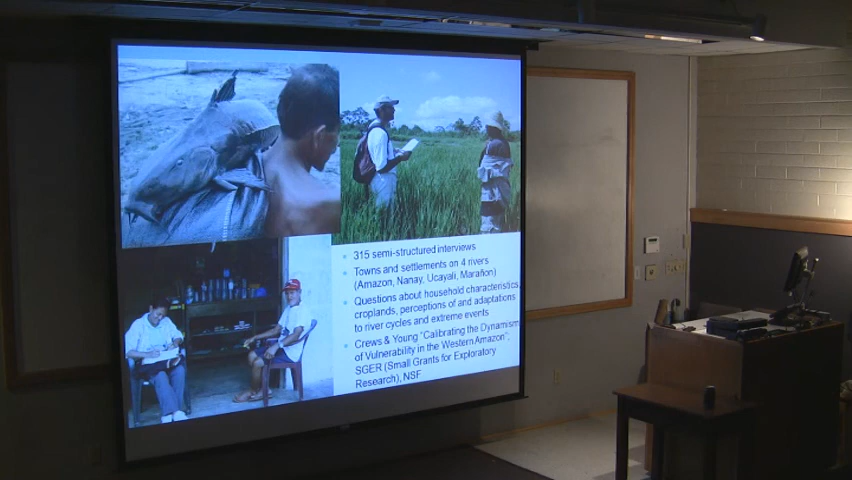 315 semi-structured interviews
Towns and settlements on 4 rivers
(Amazon, Nanay, Ucayali, Marañon)
Questions about household characteristics,
croplands, perceptions of and adaptations
to river cycles and extreme events
Crews & Young "Calibrating the Dynamism
of Vulnerability in the Western Amazon";
SGER (Small Grants for Exploratory
Research), NSF